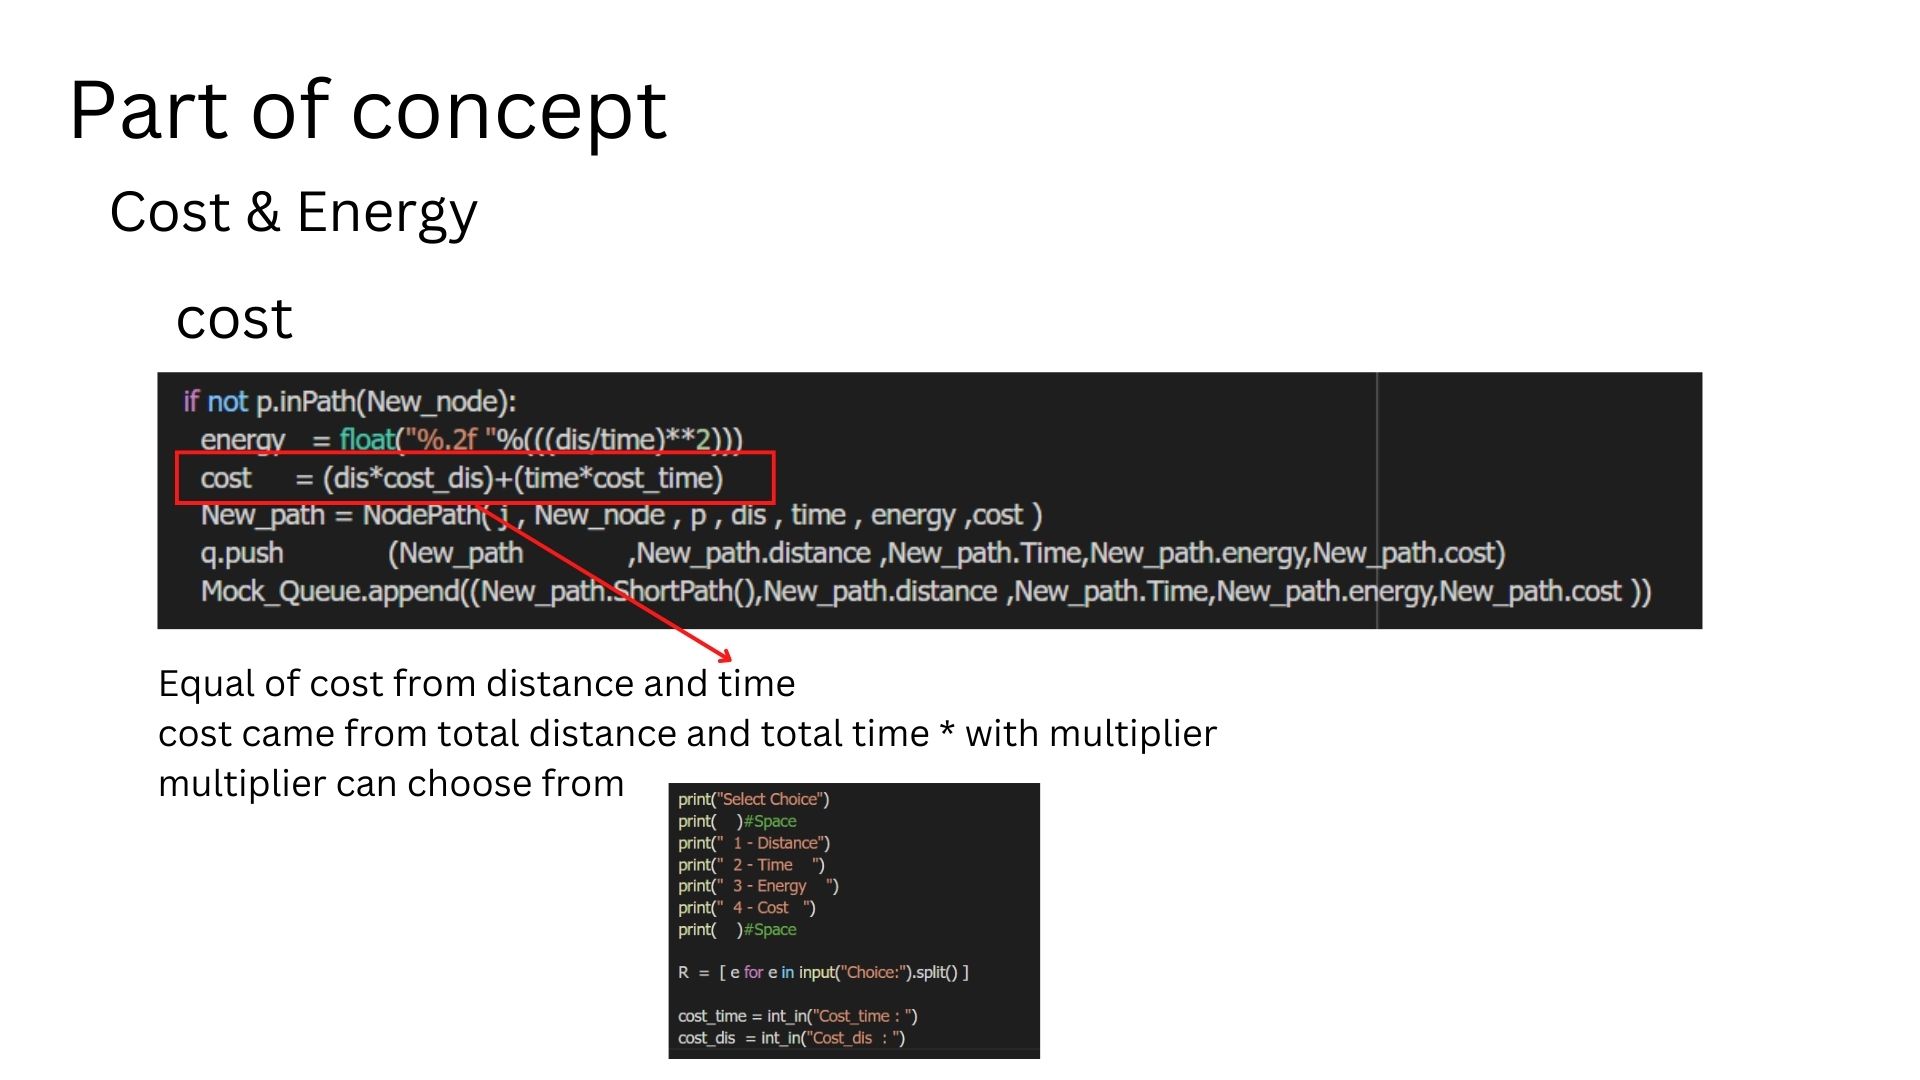 Part of concept
Cost & Energy
cost
if not p.inPath(New_node):
energy = float("%.2f "%(((dis/time)**2)))
cost = (dis*cost_dis)+(time*cost_time)
New_path = NodePath( j , New_node , p , dis , time , energy ,cost )
q.push (New_path ,New_path.distance ,New_path.Time,New_path.energy,New_path.cost)
Mock_Queue.append((New_path.ShortPath(),New_path.distance ,New_path.Time,New_path.energy,New_path.cost ))
Equal of cost from distance and time
cost came from total distance and total time * with multiplier
multiplier can choose from
print("Select Choice")
print( )#Space
print(" 1 - Distance")
print(" 2 - Time ")
print(" 3 - Energy ")
print(" 4 - Cost ")
print( )#Space
R = [ e for e in input("Choice:").split() ]
cost_time = int_in("Cost_time : ")
cost_dis = int_in("Cost_dis : ")